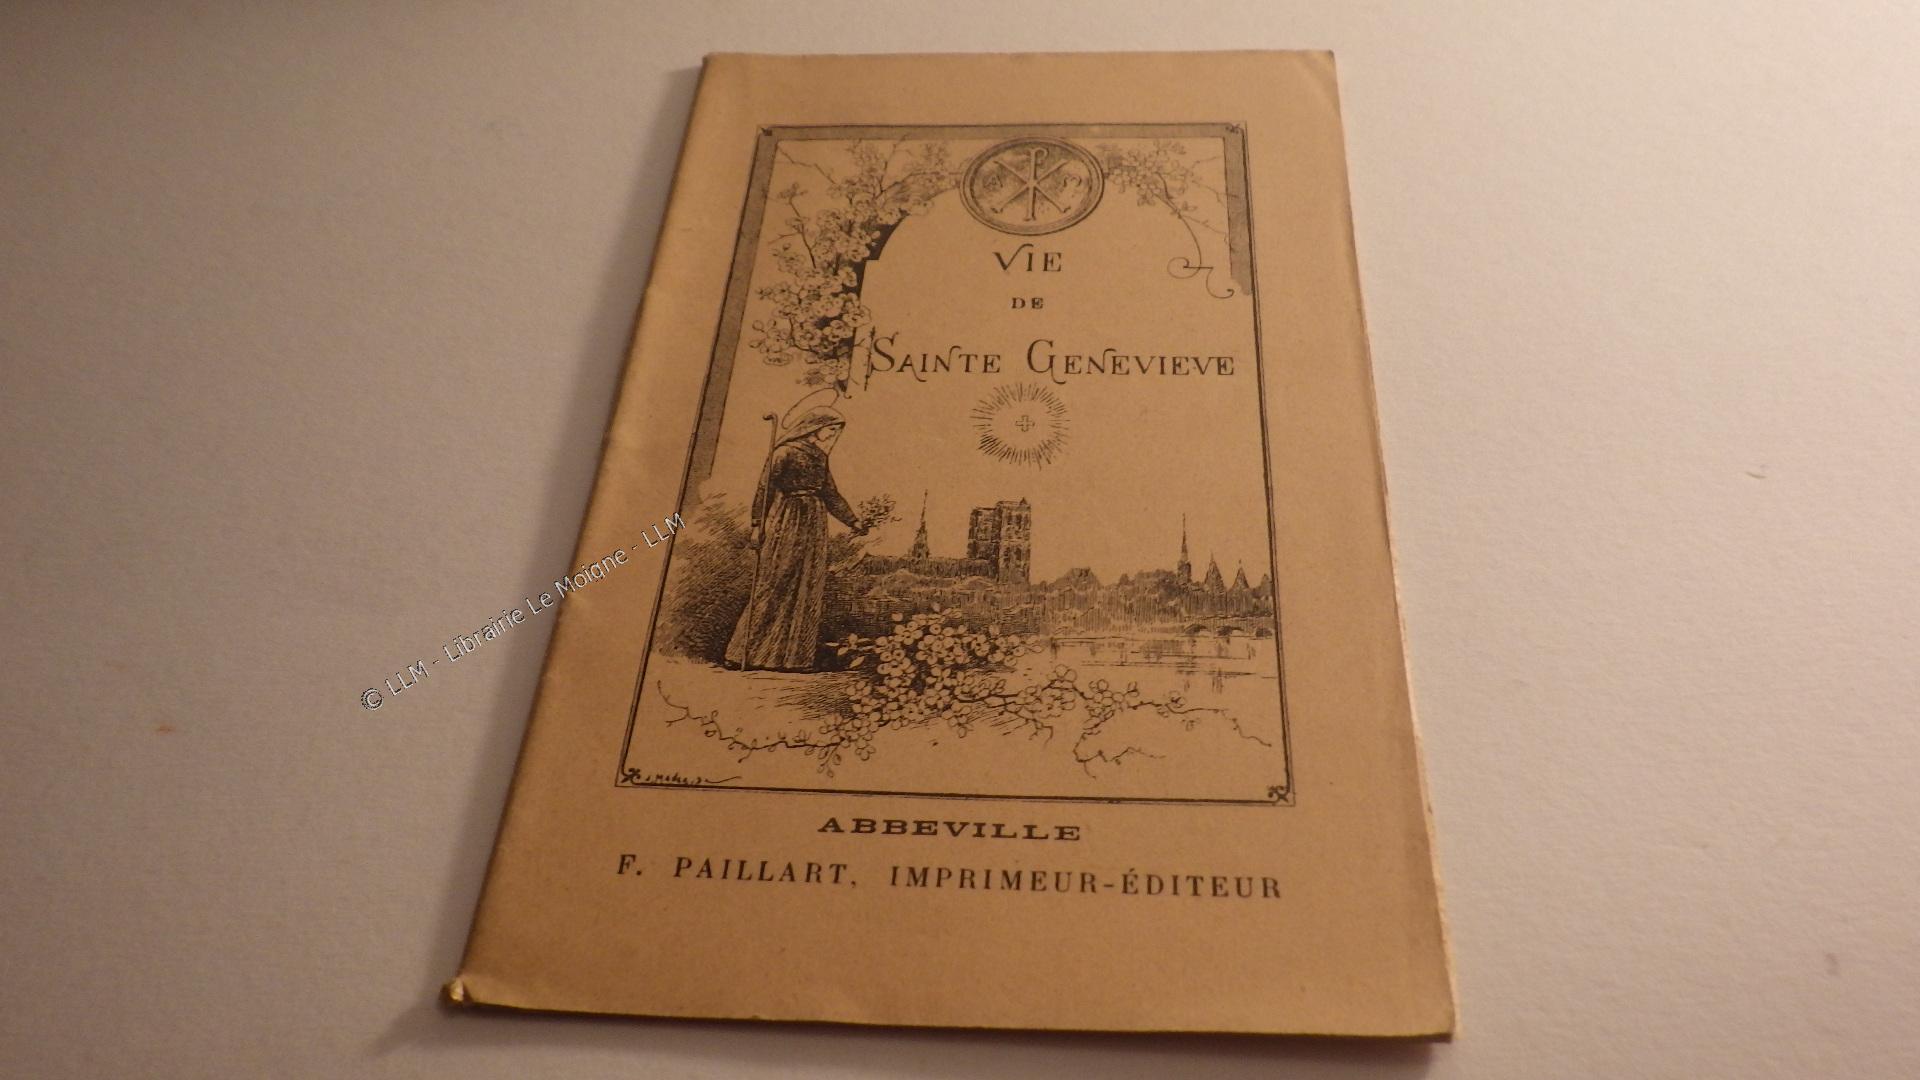 VIE
DE
SAINTE GENEVIEVE
ABBEVILLE
F. PAILLART, IMPRIMEUR-ÉDITEUR
© LLM - Librairie Le Moigne - LLM